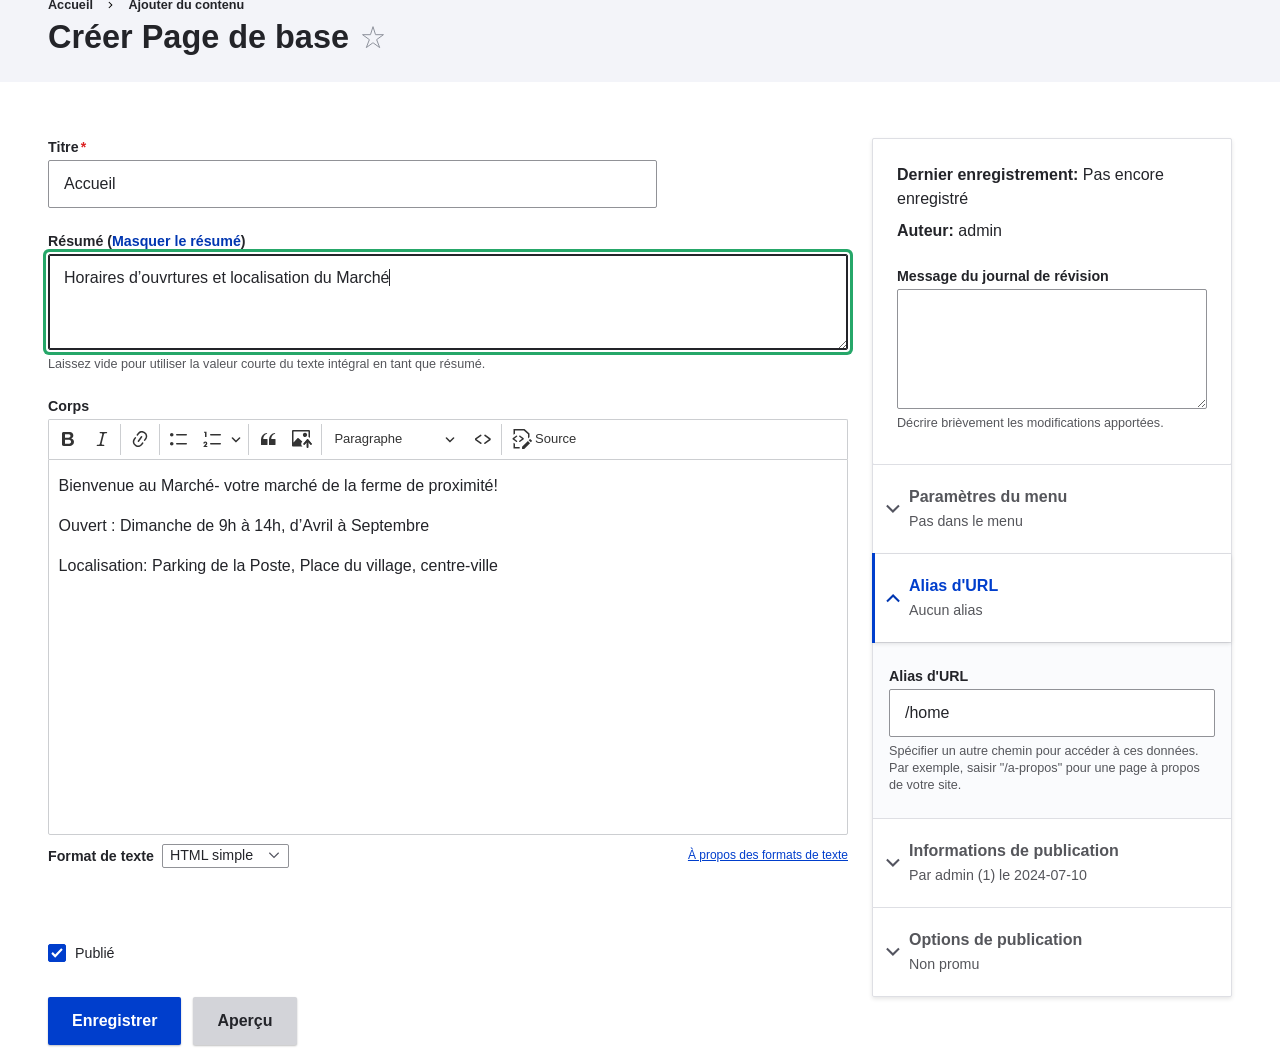 Accueil > Ajouter du contenu
Créer Page de base ☆
Titre*
Accueil
Résumé (Masquer le résumé)
Horaires d’ouvrtures et localisation du Marché
Laissez vide pour utiliser la valeur courte du texte intégral en tant que résumé.
Corps
B I Paragraphe Source
Bienvenue au Marché- votre marché de la ferme de proximité!
Ouvert : Dimanche de 9h à 14h, d’Avril à Septembre
Localisation: Parking de la Poste, Place du village, centre-ville
Format de texte HTML simple
À propos des formats de texte
Publié
Enregistrer Aperçu
Dernier enregistrement: Pas encore
enregistré
Auteur: admin
Message du journal de révision
Décrire brièvement les modifications apportées.
Paramètres du menu
Pas dans le menu
Alias d'URL
Aucun alias
Alias d'URL
/home
Spécifier un autre chemin pour accéder à ces données.
Par exemple, saisir "/a-propos" pour une page à propos
de votre site.
Informations de publication
Par admin (1) le 2024-07-10
Options de publication
Non promu